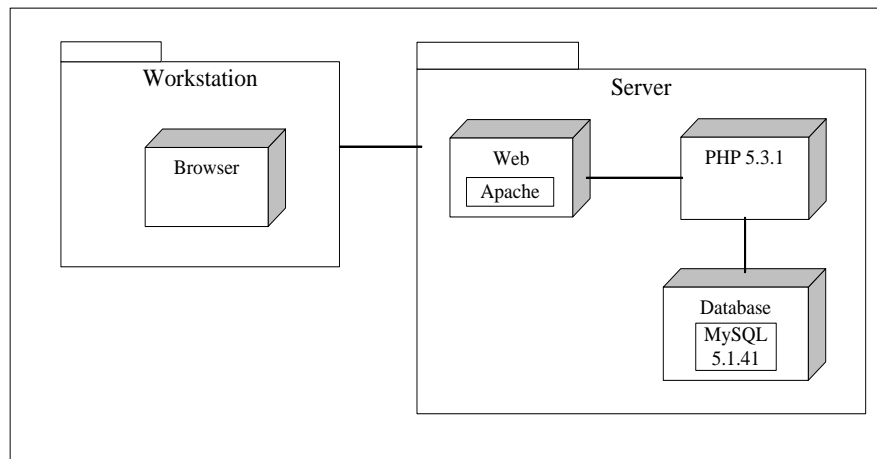 Workstation
Browser
Server
Web
Apache
PHP 5.3.1
Database
MySQL
5.1.41